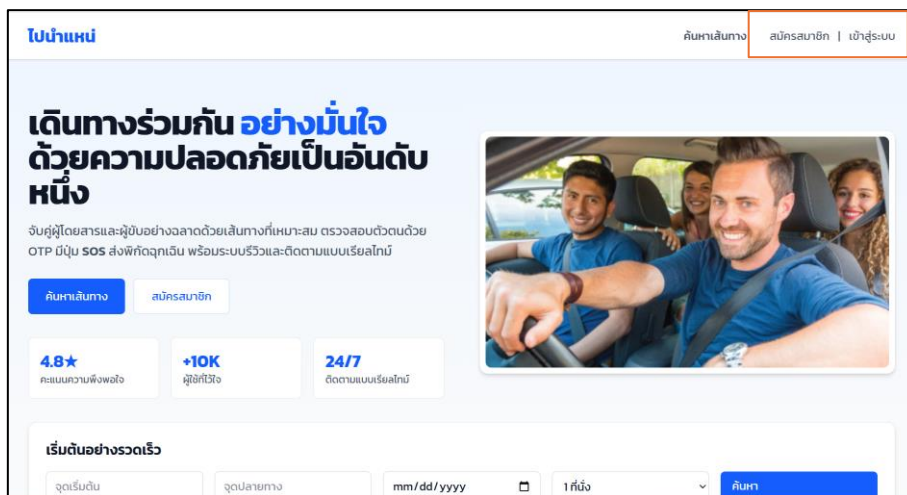 ไปนำแหน่
ค้นหาเส้นทาง สมัครสมาชิก | เข้าสู่ระบบ
เดินทางร่วมกัน อย่างมั่นใจ
ด้วยความปลอดภัยเป็นอันดับ
หนึ่ง
จับคู่ผู้โดยสารและผู้ขับอย่างฉลาดด้วยเส้นทางที่เหมาะสม ตรวจสอบตัวตนด้วย
OTP มีปุ่ม SOS ส่งพิกัดฉุกเฉิน พร้อมระบบรีวิวและติดตามแบบเรียลไทม์
ค้นหาเส้นทาง สมัครสมาชิก
4.8★ +10K 24/7
คะแนนความพึงพอใจ ผู้ใช้ที่ไว้ใจ ติดตามแบบเรียลไทม์
เริ่มต้นอย่างรวดเร็ว
จุดเริ่มต้น จุดปลายทาง mm/dd/yyyy 1 ที่นั่ง ค้นหา